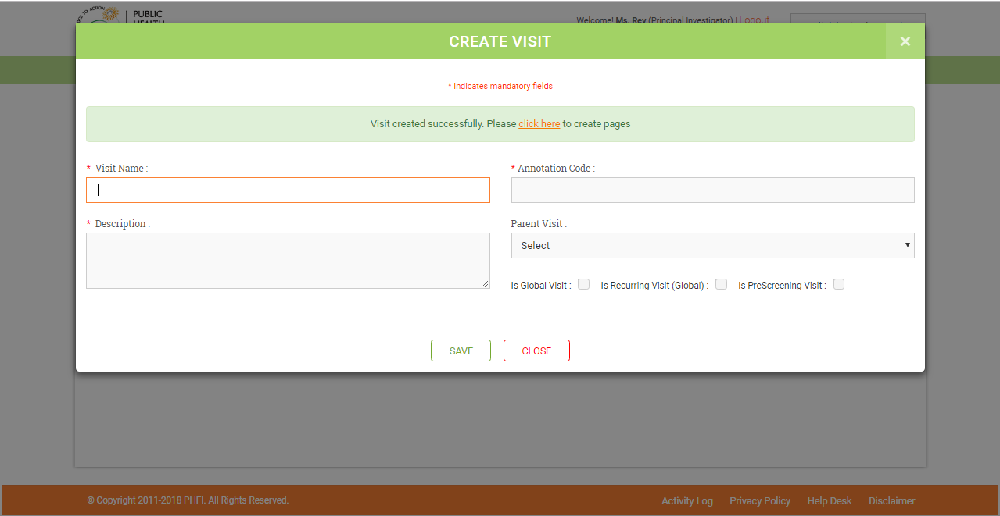 TO ACTION
PUBLIC
HEALTH
Welcome! Ms. Rev (Principal Investigator) | Logout
CREATE VISIT
×
* Indicates mandatory fields
Visit created successfully. Please click here to create pages
* Visit Name :
* Annotation Code :
* Description :
Parent Visit :
Select
Is Global Visit :
Is Recurring Visit (Global) :
Is PreScreening Visit :
SAVE
CLOSE
© Copyright 2011-2018 PHFI. All Rights Reserved.
Activity Log
Privacy Policy
Help Desk
Disclaimer